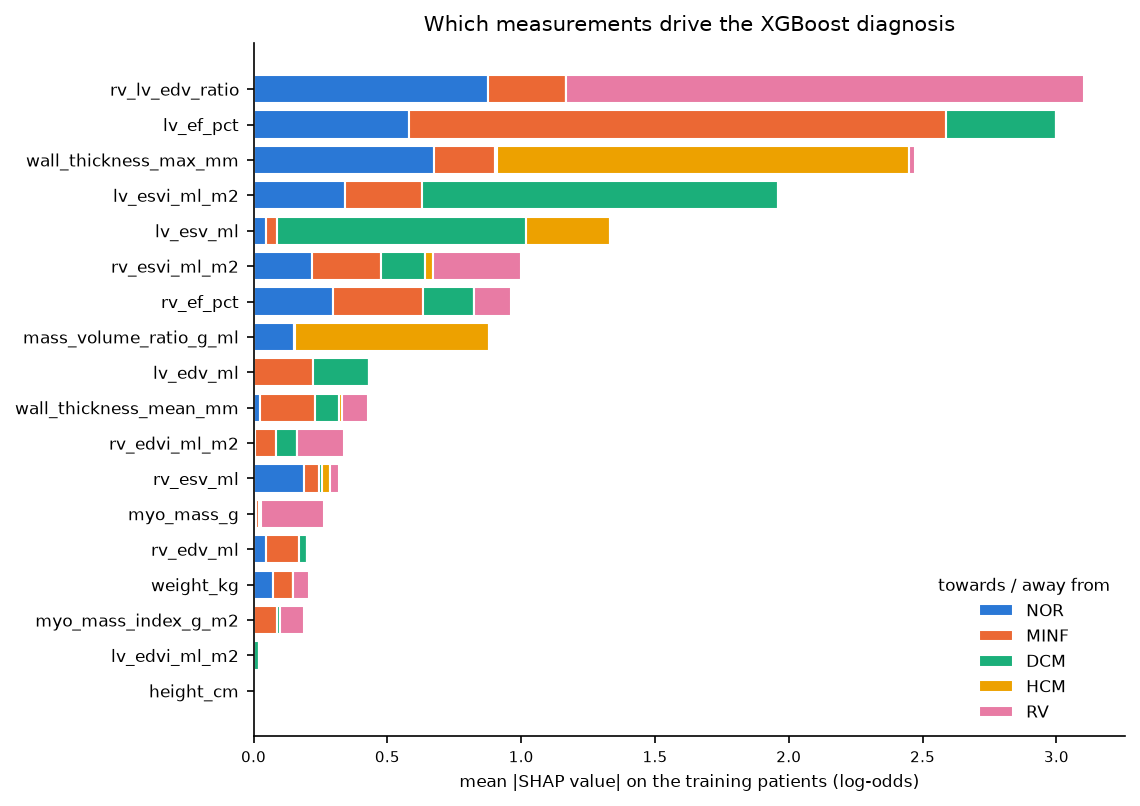 Which measurements drive the XGBoost diagnosis
rv_lv_edv_ratio
lv_ef_pct
wall_thickness_max_mm
lv_esvi_ml_m2
lv_esv_ml
rv_esvi_ml_m2
rv_ef_pct
mass_volume_ratio_g_ml
lv_edv_ml
wall_thickness_mean_mm
rv_edvi_ml_m2
rv_esv_ml
myo_mass_g
rv_edv_ml
weight_kg
myo_mass_index_g_m2
lv_edvi_ml_m2
height_cm
towards / away from
NOR
MINF
DCM
HCM
RV
0.0 0.5 1.0 1.5 2.0 2.5 3.0
mean |SHAP value| on the training patients (log-odds)